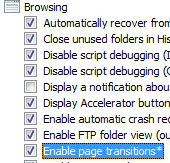 Browsing
Automatically recover from
Close unused folders in His
Disable script debugging (I
Disable script debugging (O
Display a notification abou
Display Accelerator button
Enable automatic crash rec
Enable FTP folder view (ou
Enable page transitions*